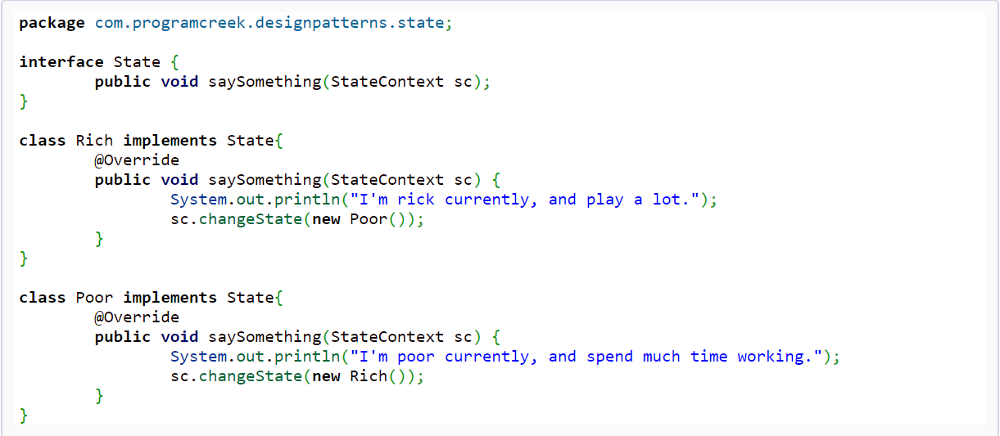 package com.programcreek.designpatterns.state;
interface State {
public void saySomething(StateContext sc);
}
class Rich implements State{
@Override
public void saySomething(StateContext sc) {
System.out.println("I'm rick currently, and play a lot.");
sc.changeState(new Poor());
}
}
class Poor implements State{
@Override
public void saySomething(StateContext sc) {
System.out.println("I'm poor currently, and spend much time working.");
sc.changeState(new Rich());
}
}